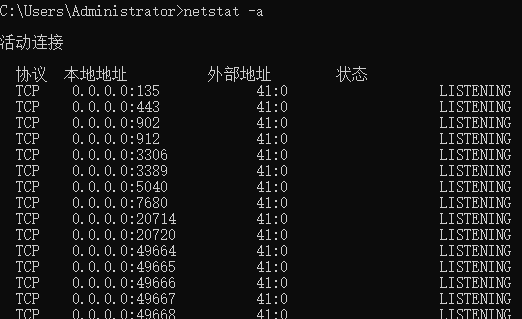 C:\Users\Administrator>netstat -a
活动连接
协议 本地地址 外部地址 状态
TCP 0.0.0.0:135 41:0 LISTENING
TCP 0.0.0.0:443 41:0 LISTENING
TCP 0.0.0.0:902 41:0 LISTENING
TCP 0.0.0.0:912 41:0 LISTENING
TCP 0.0.0.0:3306 41:0 LISTENING
TCP 0.0.0.0:3389 41:0 LISTENING
TCP 0.0.0.0:5040 41:0 LISTENING
TCP 0.0.0.0:7680 41:0 LISTENING
TCP 0.0.0.0:20714 41:0 LISTENING
TCP 0.0.0.0:20720 41:0 LISTENING
TCP 0.0.0.0:49664 41:0 LISTENING
TCP 0.0.0.0:49665 41:0 LISTENING
TCP 0.0.0.0:49666 41:0 LISTENING
TCP 0.0.0.0:49667 41:0 LISTENING
TCP 0.0.0.0:49668 41:0 LISTENING